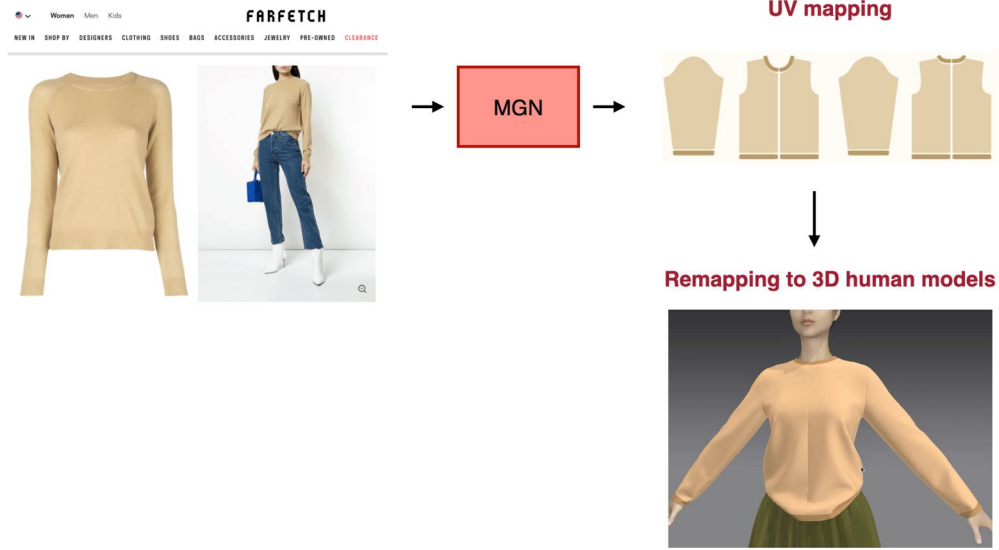 UV mapping
Women Men Kids
FARFETCH
NEW IN SHOP BY DESIGNERS CLOTHING SHOES BAGS ACCESSORIES JEWELRY PRE-OWNED CLEARANCE
MGN
Remapping to 3D human models